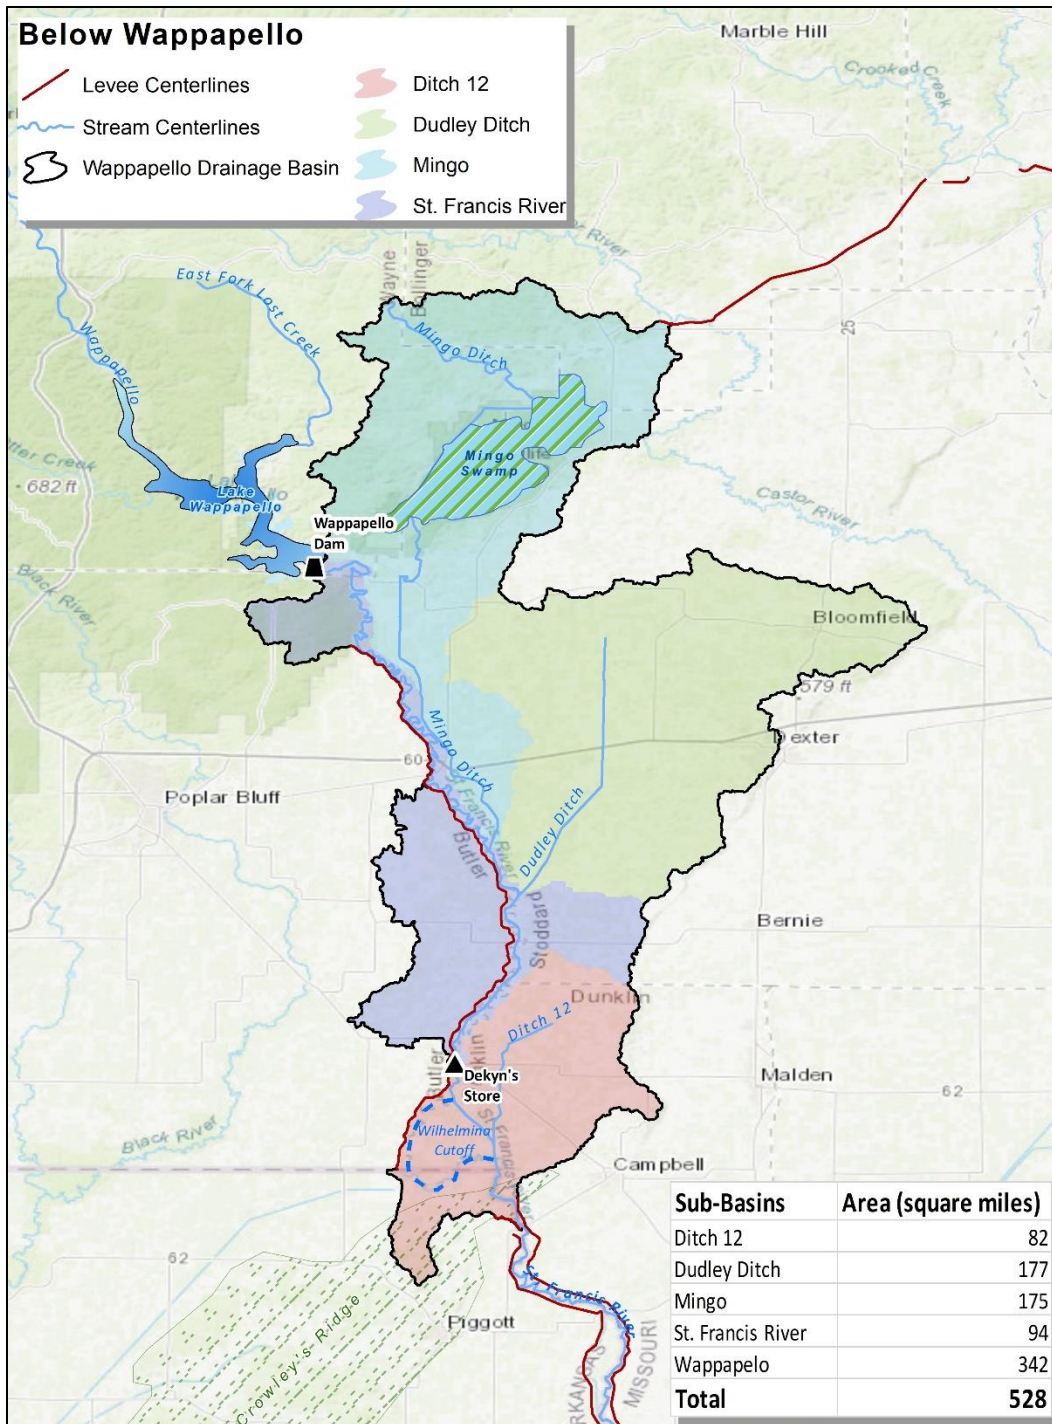 Below Wappapello
Levee Centerlines
Stream Centerlines
Wappapello Drainage Basin
Ditch 12
Dudley Ditch
Mingo
St. Francis River
Marble Hill
Crooked Creek
River
East Fork Lost Creek
Wayne
Bollinger
Wappapello
Mingo Ditch
25
Mingo
Swamp
life
682 ft
Lake
Wappapello
Castor River
Wappapello
Dam
Black River
Bloomfield
579 ft
Dexter
Mingo Ditch
60
Poplar Bluff
St Francis River
Butler
Dudley Ditch
Stoddard
Bernie
Dunklin
Ditch 12
Butler
nklin
Dekyn's
Store
Malden
62
Black River
Wilhelmina
Cutoff
St Francis River
Campbell
62
Crowley's Ridge
Piggott
St. Francis River
ARKANSAS
MISSOURI
Sub-Basins Area (square miles)
Ditch 12 82
Dudley Ditch 177
Mingo 175
St. Francis River 94
Wappapelo 342
Total 528